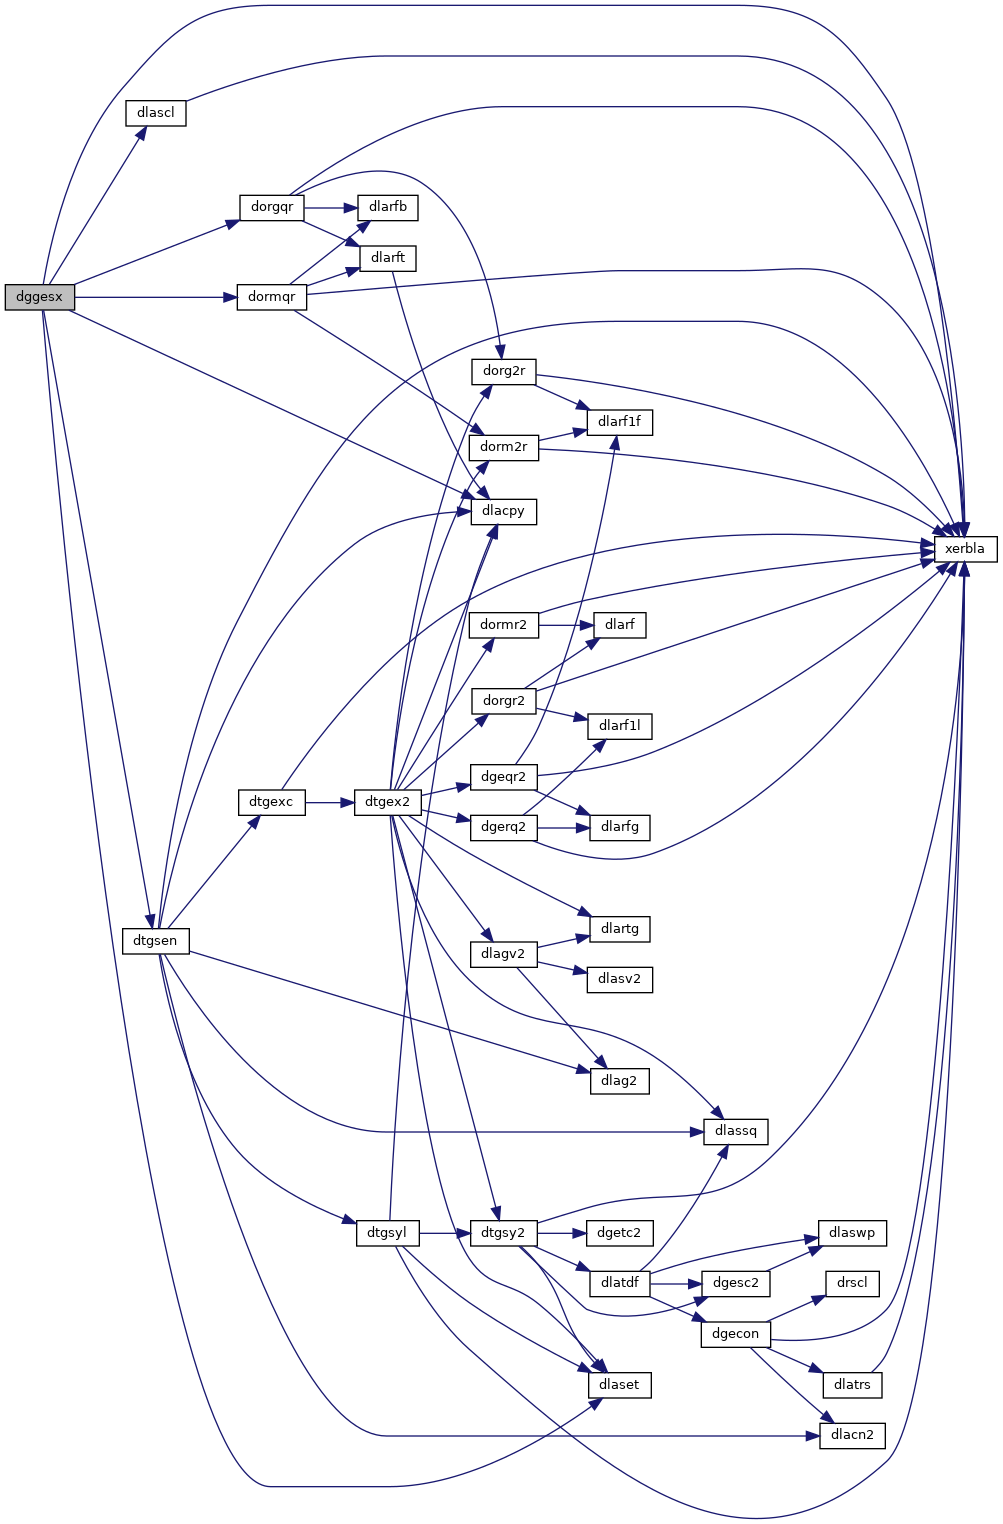 dggesx
dlascl
dorgqr
dlarfb
dlarft
dormqr
dorg2r
dlarf1f
dorm2r
dlacpy
xerbla
dormr2
dlarf
dorgr2
dlarf1l
dgeqr2
dtgexc
dtgex2
dgerq2
dlarfg
dlartg
dtgsen
dlagv2
dlasv2
dlag2
dlassq
dtgsyl
dtgsy2
dgetc2
dlaswp
dlatdf
dgesc2
drscl
dgecon
dlaset
dlatrs
dlacn2